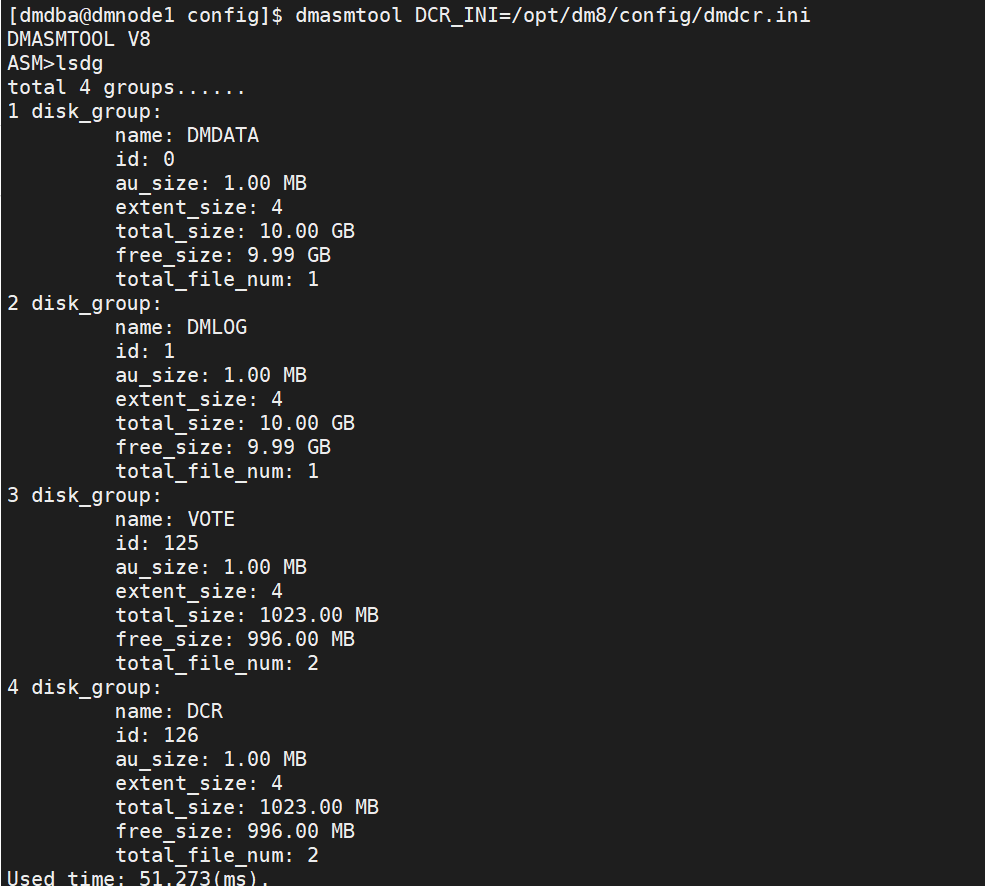 [dmdba@dmnode1 config]$ dmasmtool DCR_INI=/opt/dm8/config/dmdcr.ini
DMASMTOOL V8
ASM>lsdg
total 4 groups......
1 disk_group:
name: DMDATA
id: 0
au_size: 1.00 MB
extent_size: 4
total_size: 10.00 GB
free_size: 9.99 GB
total_file_num: 1
2 disk_group:
name: DMLOG
id: 1
au_size: 1.00 MB
extent_size: 4
total_size: 10.00 GB
free_size: 9.99 GB
total_file_num: 1
3 disk_group:
name: VOTE
id: 125
au_size: 1.00 MB
extent_size: 4
total_size: 1023.00 MB
free_size: 996.00 MB
total_file_num: 2
4 disk_group:
name: DCR
id: 126
au_size: 1.00 MB
extent_size: 4
total_size: 1023.00 MB
free_size: 996.00 MB
total_file_num: 2
Used time: 51.273(ms).